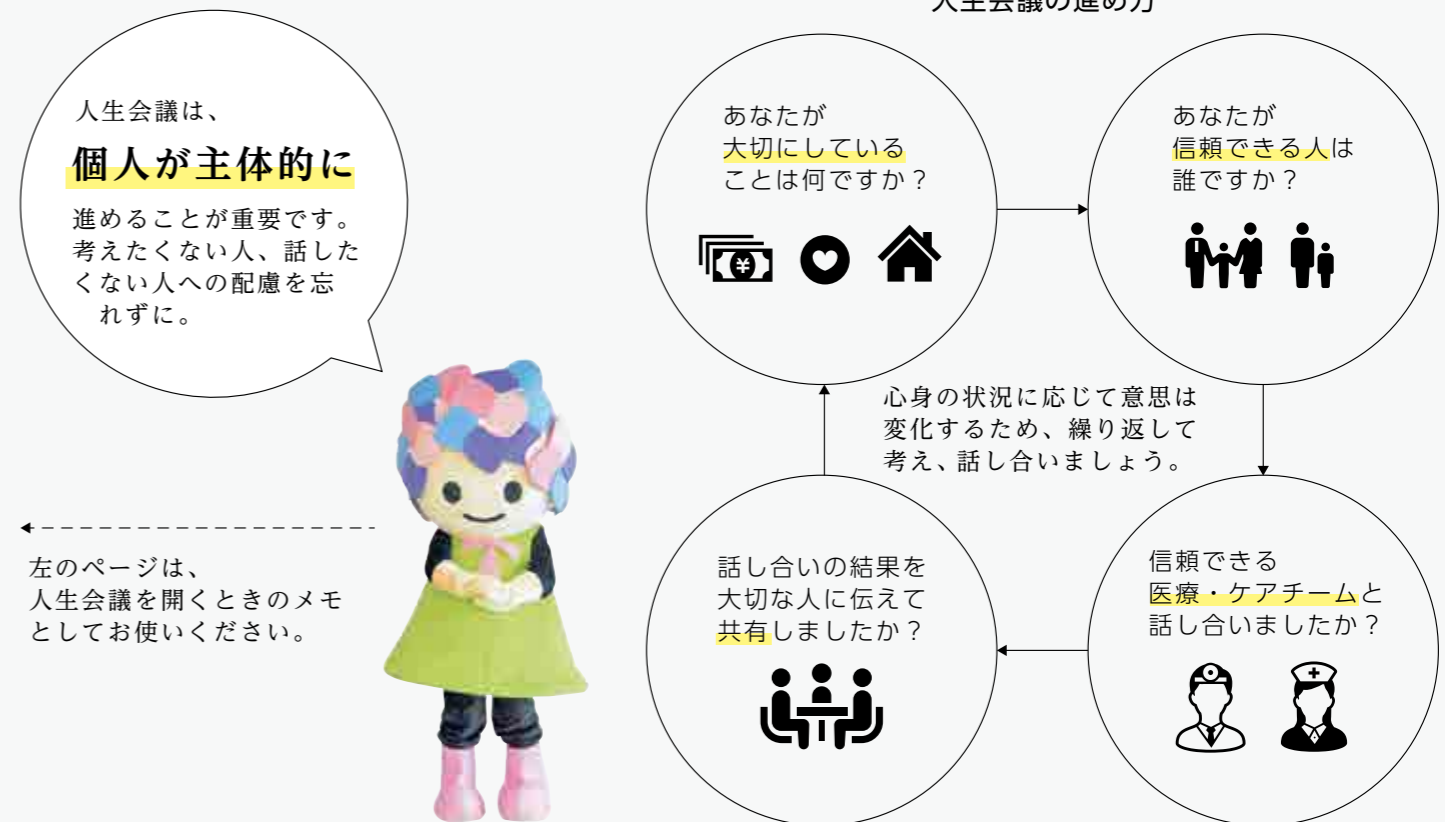 人生会議の進め方
人生会議は、
個人が主体的に
進めることが重要です。
考えたくない人、話した
くない人への配慮を忘
れずに。
あなたが
大切にしている
ことは何ですか？
あなたが
信頼できる人は
誰ですか？
心身の状況に応じて意思は
変化するため、繰り返して
考え、話し合いましょう。
信頼できる
医療・ケアチームと
話し合いましたか？
話し合いの結果を
大切な人に伝えて
共有しましたか？
左のページは、
人生会議を開くときのメモ
としてお使いください。